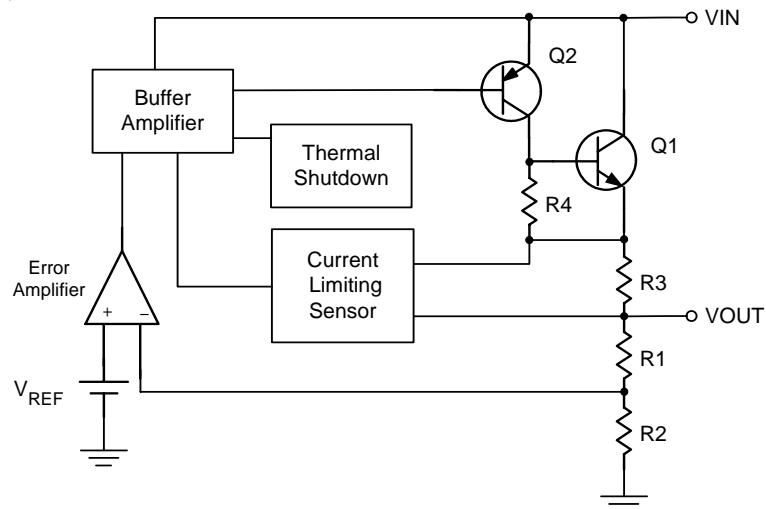 VIN
Q2
Buffer
Amplifier
Q1
Thermal
Shutdown
R4
Current
Limiting
Sensor
Error
Amplifier
R3
+
−
VOUT
R1
VREF
R2